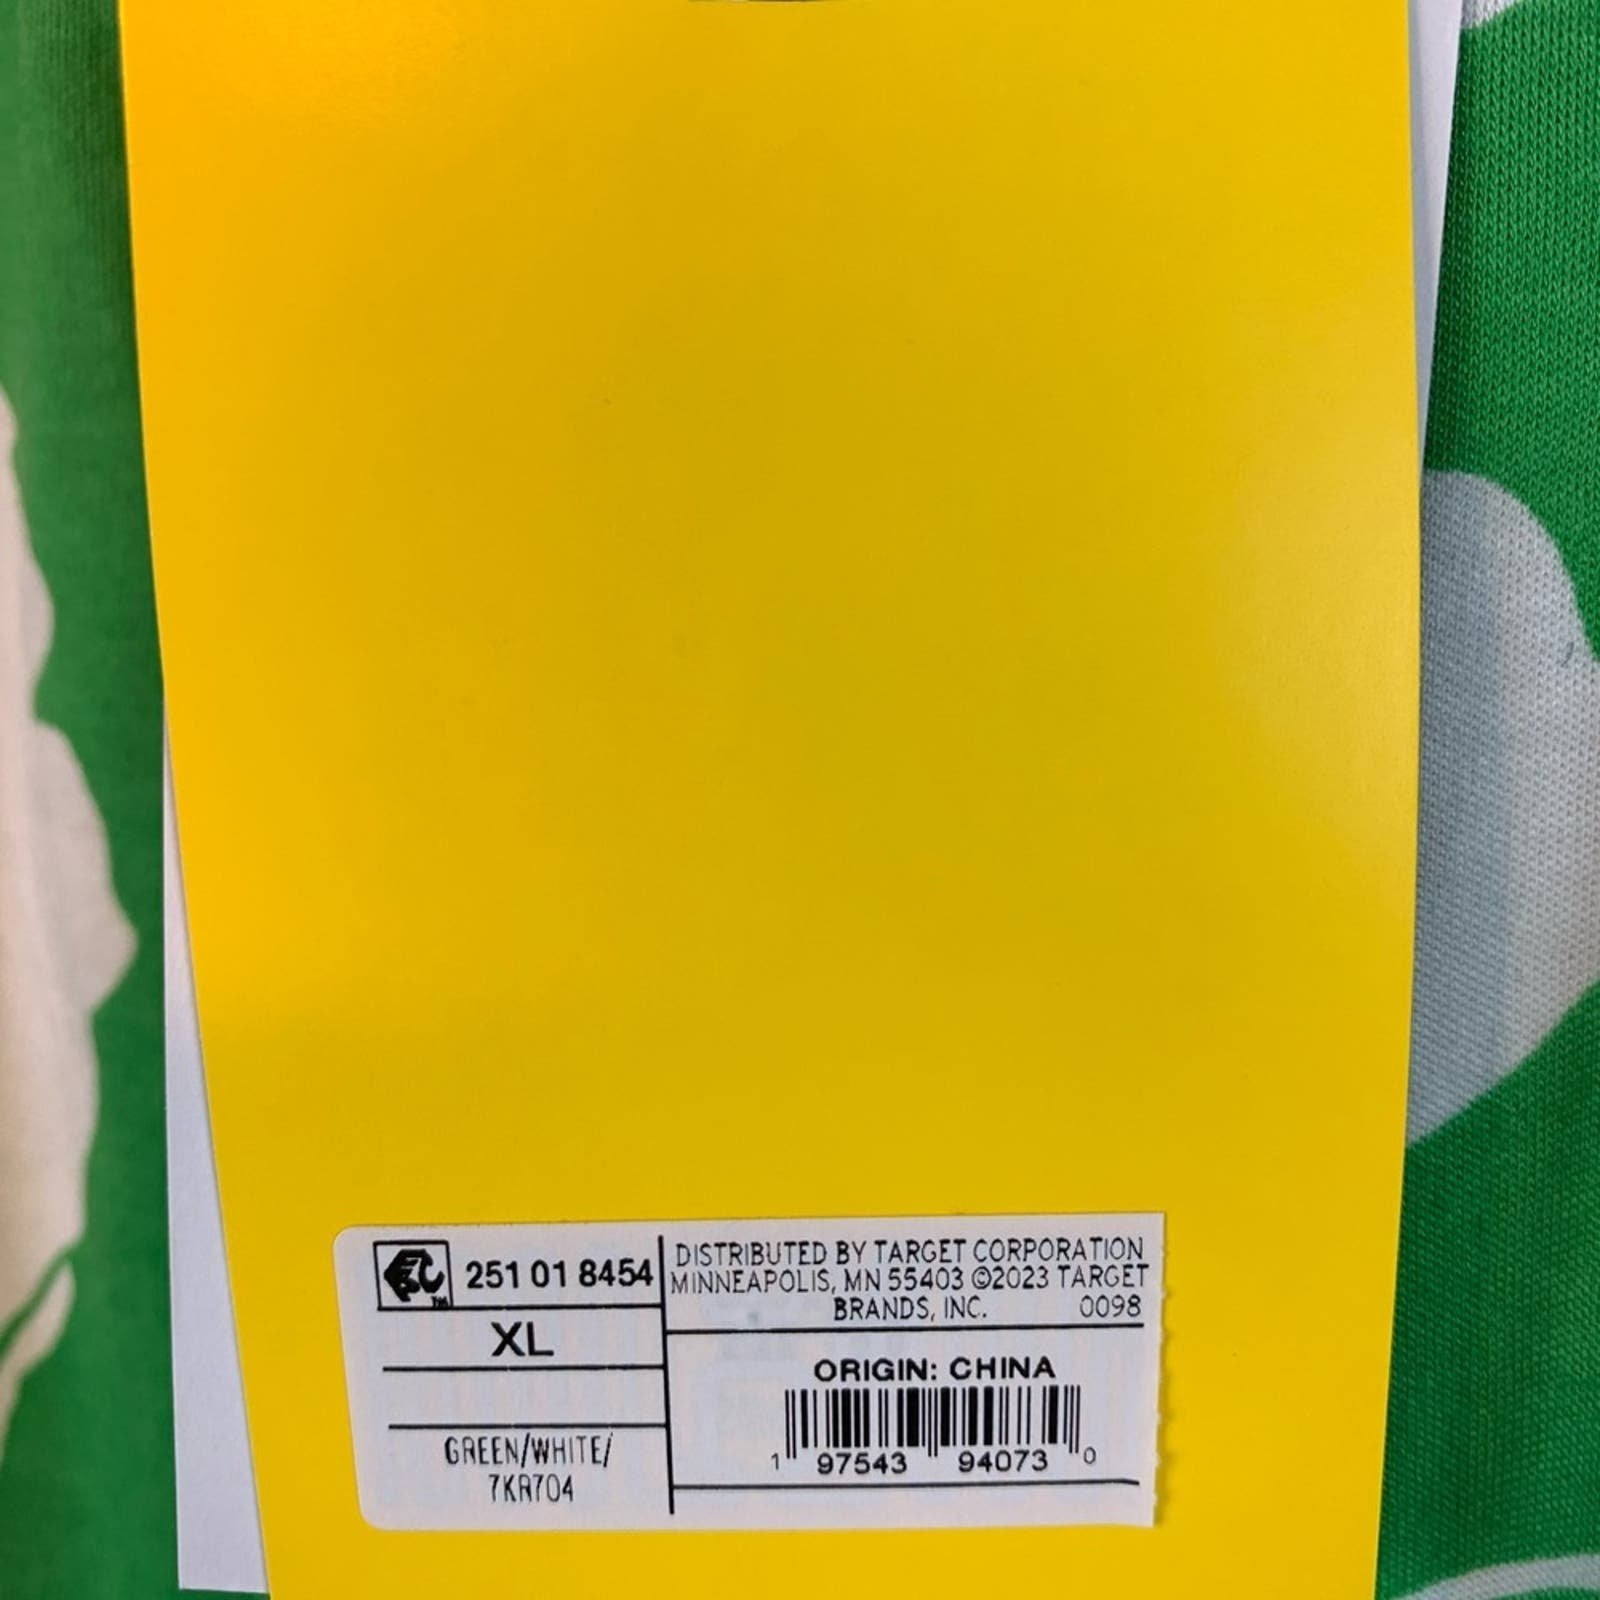 251 01 8454
XL
GREEN/WHITE/
7KR704
DISTRIBUTED BY TARGET CORPORATION
MINNEAPOLIS, MN 55403 ©2023 TARGET
BRANDS, INC. 0098
ORIGIN: CHINA
1 97543 94073 0